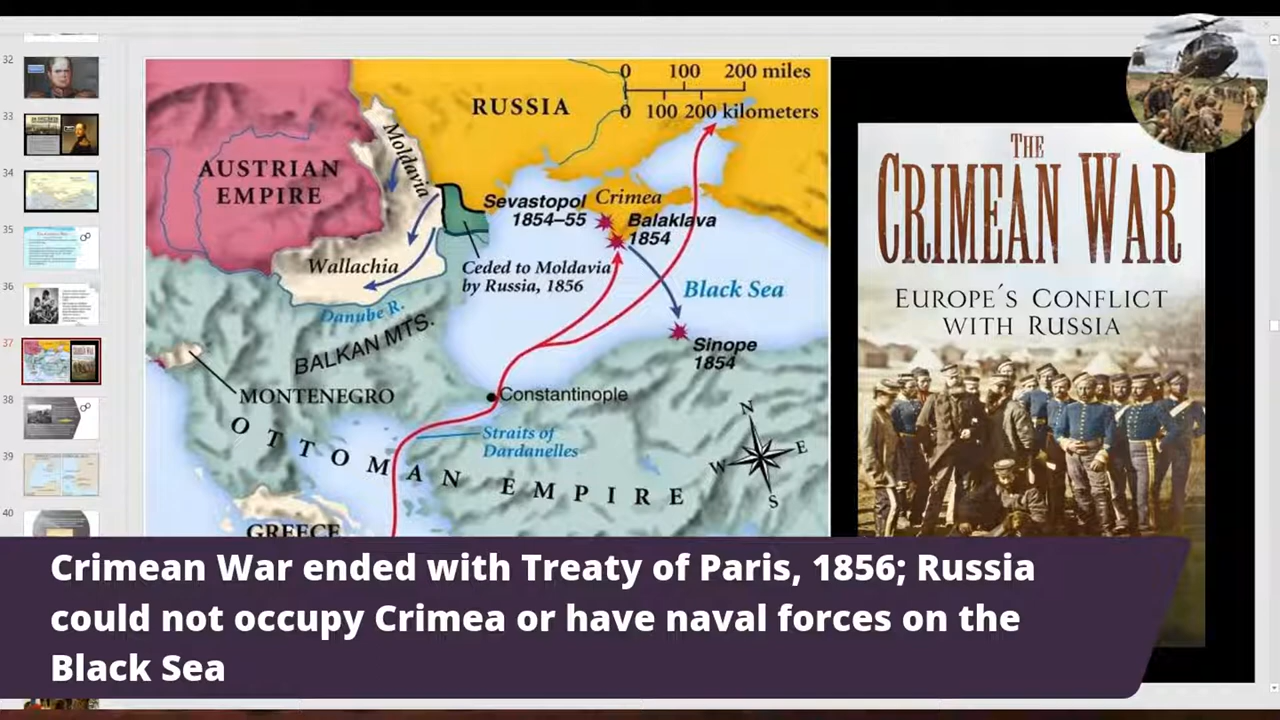 32
33
34
35
36
37
38
39
40
0 100 200 miles
0 100 200 kilometers
RUSSIA
AUSTRIAN
EMPIRE
Moldavia
Sevastopol
1854–55
Crimea
Balaklava
1854
Wallachia
Ceded to Moldavia
by Russia, 1856
Black Sea
Danube R.
BALKAN MTS.
Sinope
1854
MONTENEGRO
Constantinople
Straits of
Dardanelles
OTTOMAN EMPIRE
N
W E
S
GREECE
THE
CRIMEAN WAR
EUROPE'S CONFLICT
WITH RUSSIA
Crimean War ended with Treaty of Paris, 1856; Russia
could not occupy Crimea or have naval forces on the
Black Sea